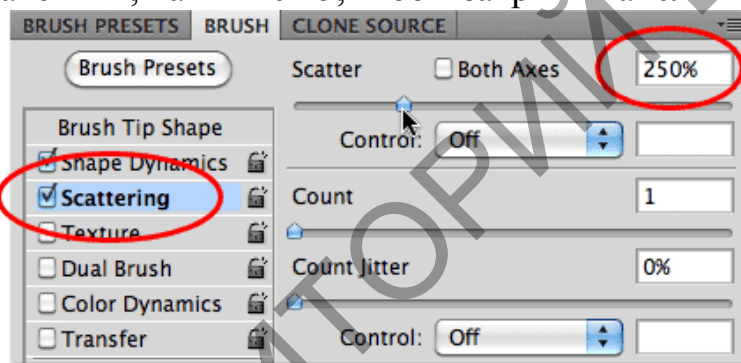 BRUSH PRESETS BRUSH CLONE SOURCE
Brush Presets
Scatter Both Axes 250%
Brush Tip Shape
Control: Off
Shape Dynamics
Scattering
Count 1
Texture
Dual Brush
Count Jitter 0%
Color Dynamics
Transfer
Control: Off
ИТОРИЙ